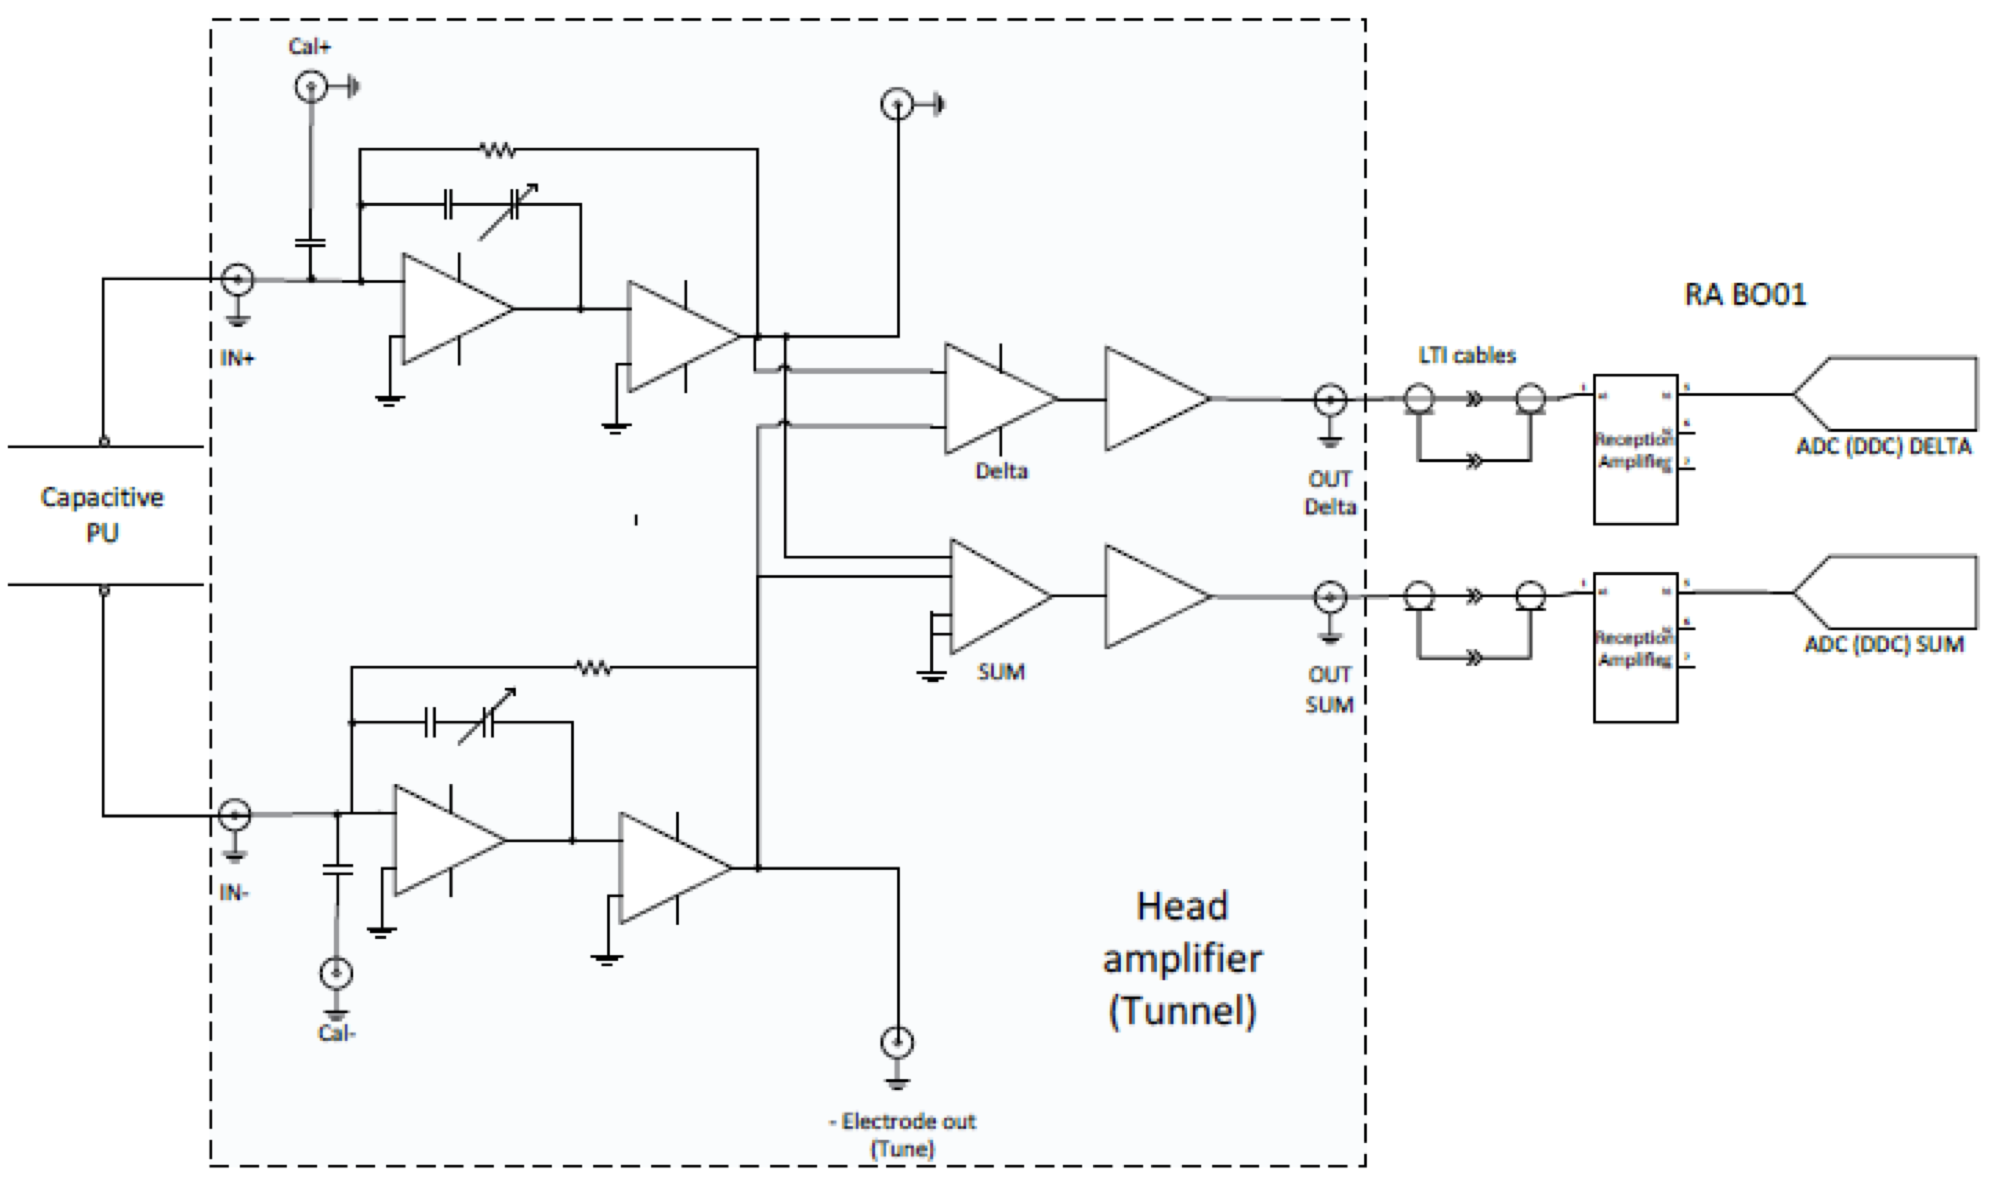 Cal+
IN+
RA BO01
LTI cables
Reception
Amplifier
ADC (DDC) DELTA
Delta
OUT
Delta
Capacitive
PU
Reception
Amplifier
ADC (DDC) SUM
SUM
OUT
SUM
IN-
Cal-
Head
amplifier
(Tunnel)
- Electrode out
(Tune)